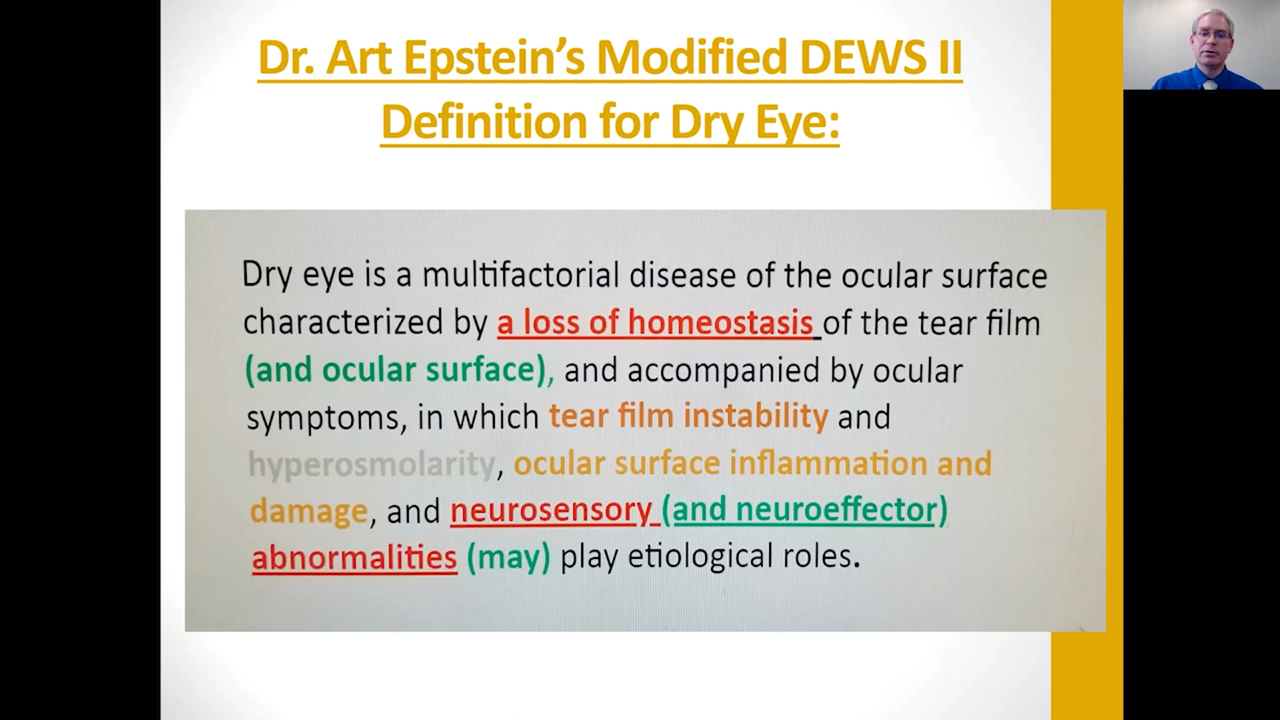 Dr. Art Epstein’s Modified DEWS II
Definition for Dry Eye:
Dry eye is a multifactorial disease of the ocular surface
characterized by a loss of homeostasis of the tear film
(and ocular surface), and accompanied by ocular
symptoms, in which tear film instability and
hyperosmolarity, ocular surface inflammation and
damage, and neurosensory (and neuroeffector)
abnormalities (may) play etiological roles.